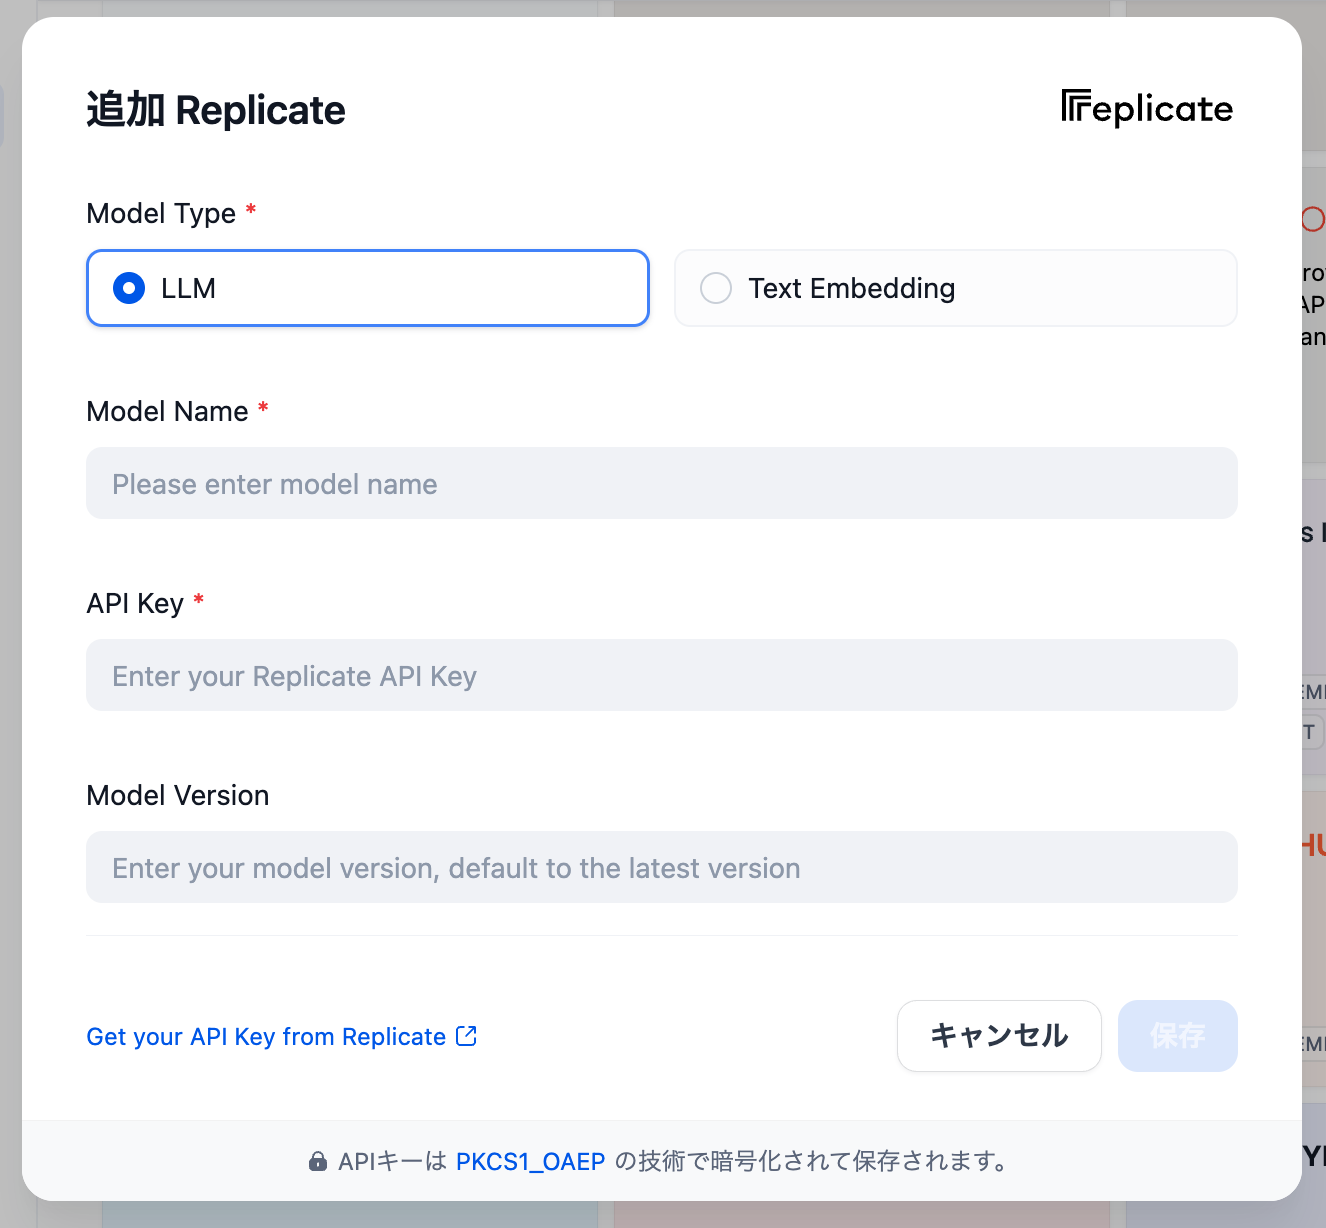 追加 Replicate
replicate
Model Type *
LLM
Text Embedding
Model Name *
Please enter model name
API Key *
Enter your Replicate API Key
Model Version
Enter your model version, default to the latest version
Get your API Key from Replicate
キャンセル
保存
APIキーは PKCS1_OAEP の技術で暗号化されて保存されます。